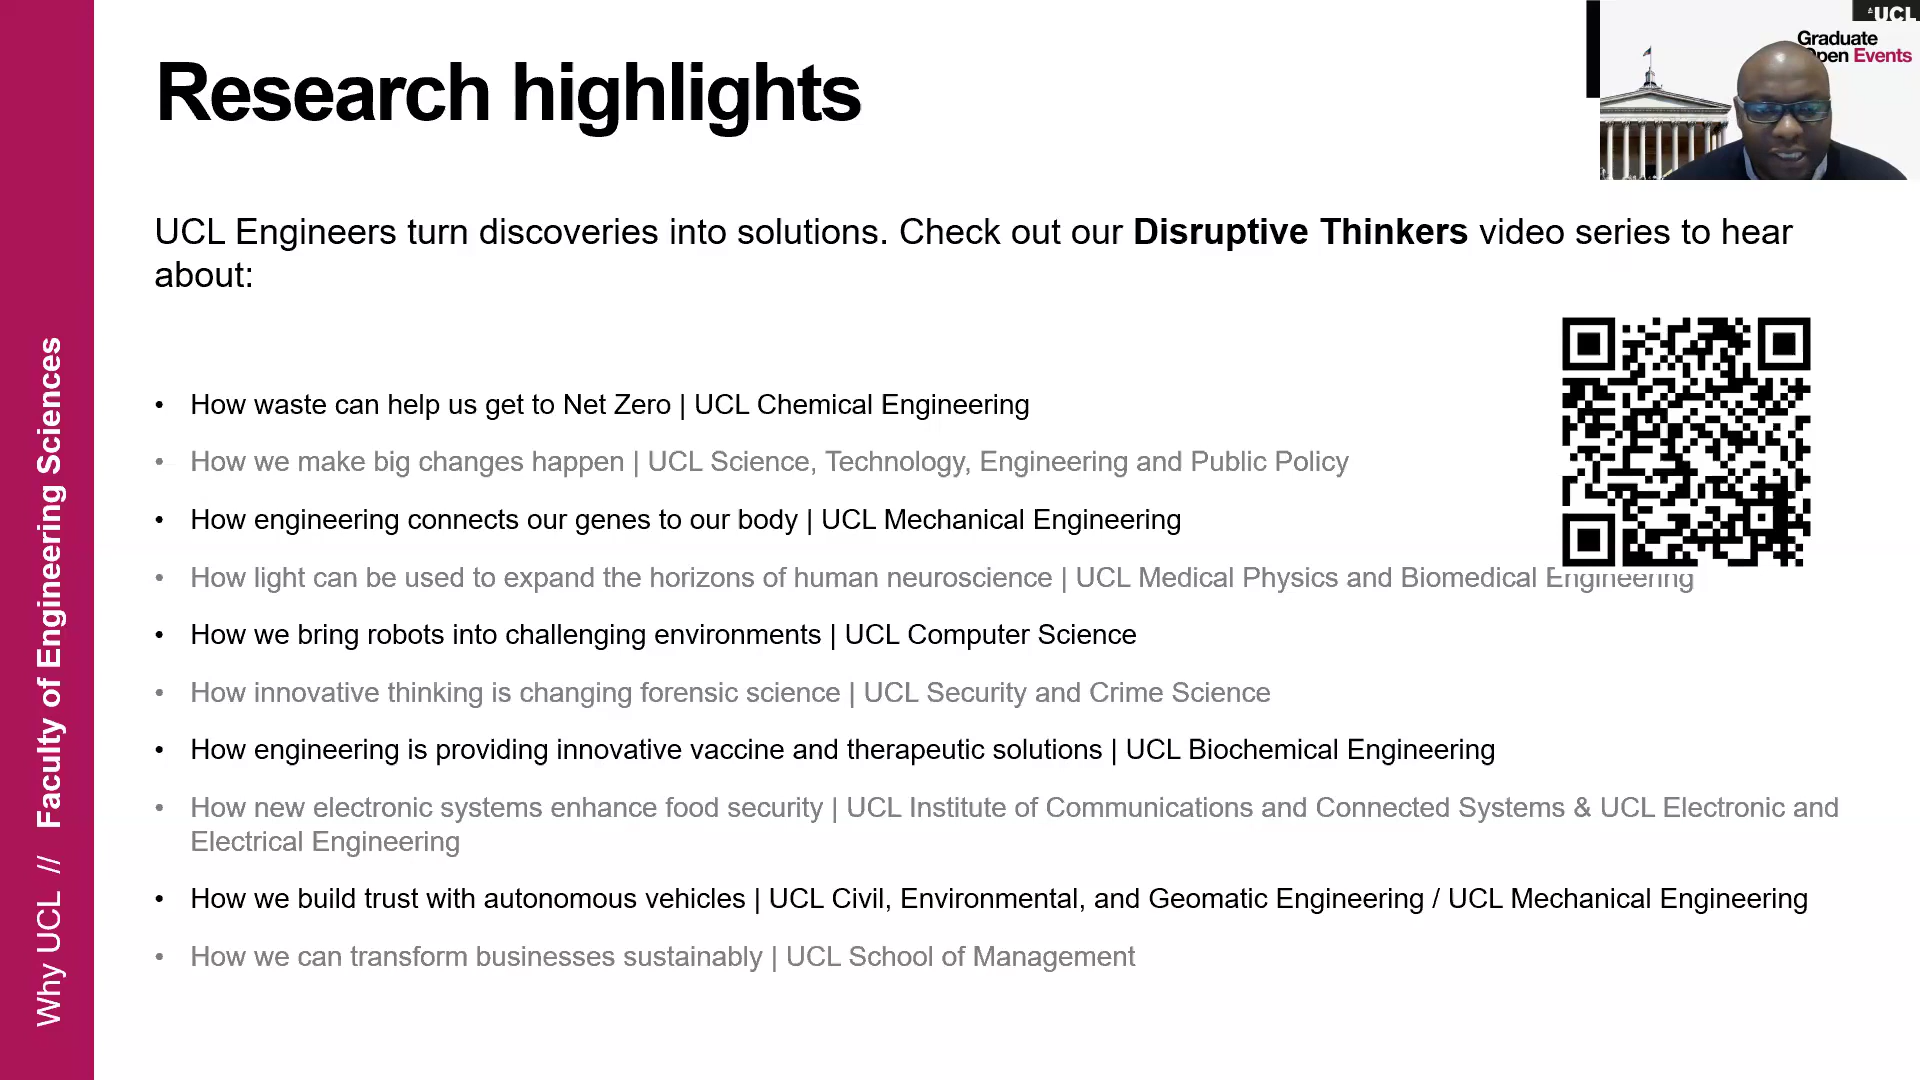 Research highlights
UCL
Graduate
Open Events
UCL Engineers turn discoveries into solutions. Check out our Disruptive Thinkers video series to hear
about:
• How waste can help us get to Net Zero | UCL Chemical Engineering
• How we make big changes happen | UCL Science, Technology, Engineering and Public Policy
• How engineering connects our genes to our body | UCL Mechanical Engineering
• How light can be used to expand the horizons of human neuroscience | UCL Medical Physics and Biomedical Engineering
• How we bring robots into challenging environments | UCL Computer Science
• How innovative thinking is changing forensic science | UCL Security and Crime Science
• How engineering is providing innovative vaccine and therapeutic solutions | UCL Biochemical Engineering
• How new electronic systems enhance food security | UCL Institute of Communications and Connected Systems & UCL Electronic and
Electrical Engineering
• How we build trust with autonomous vehicles | UCL Civil, Environmental, and Geomatic Engineering / UCL Mechanical Engineering
• How we can transform businesses sustainably | UCL School of Management
Why UCL // Faculty of Engineering Sciences